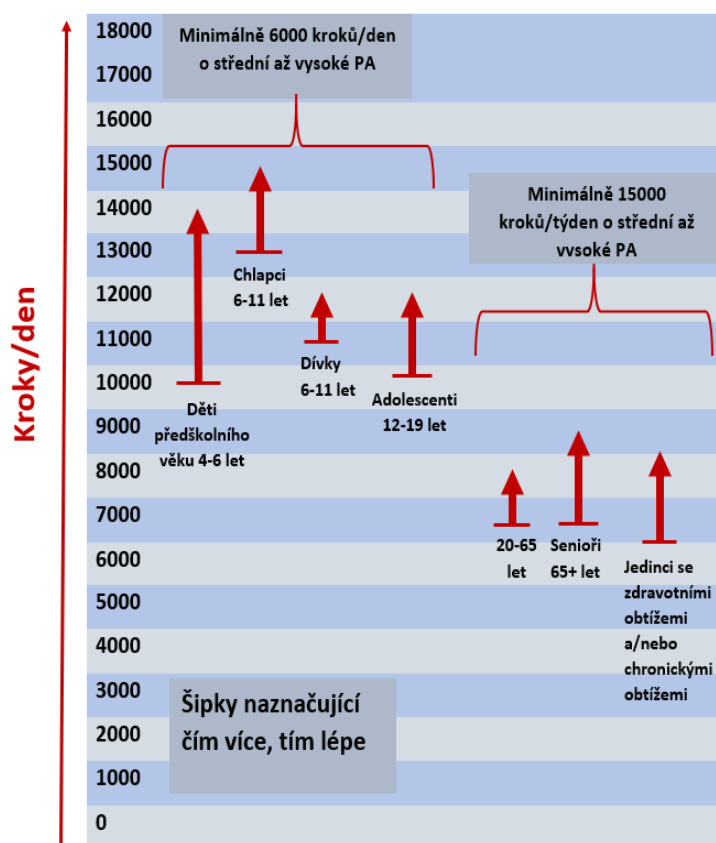 Kroky/den
18000
17000
16000
15000
14000
13000
12000
11000
10000
9000
8000
7000
6000
5000
4000
3000
2000
1000
0
Minimálně 6000 kroků/den
o střední až vysoké PA
Minimálně 15000
kroků/týden o střední až
vvsoké PA
Děti
předškolního
věku 4-6 let
Chlapci
6-11 let
Dívky
6-11 let
Adolescenti
12-19 let
20-65
let
Senioři
65+ let
Jedinci se
zdravotními
obtížemi
a/nebo
chronickými
obtížemi
Šipky naznačující
čím více, tím lépe